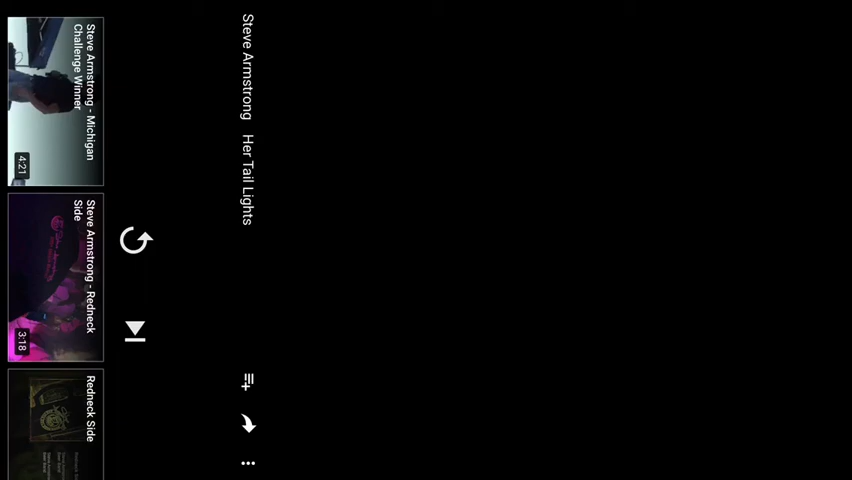 Steve Armstrong   Her Tail Lights
Steve Armstrong - Michigan
Challenge Winner
4:21
Steve Armstrong - Redneck
Side
3:18
Redneck Side